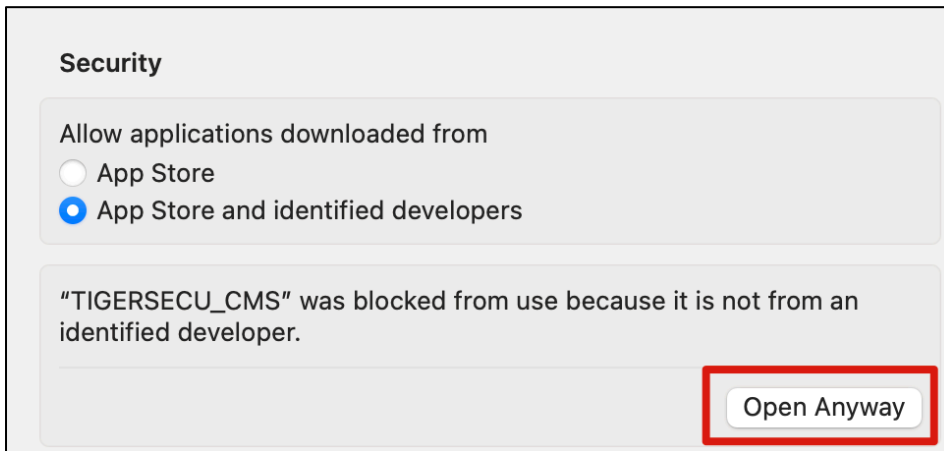 Security
Allow applications downloaded from
App Store
App Store and identified developers
“TIGERSECU_CMS” was blocked from use because it is not from an
identified developer.
Open Anyway